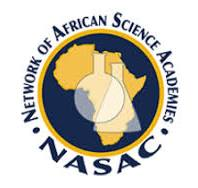 NETWORK OF AFRICAN SCIENCE ACADEMIES
• NASAC •